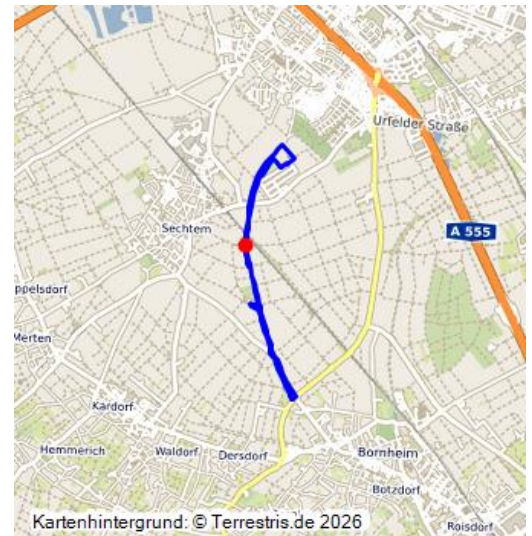 Urfelder Straße
A 555
Sechtem
ppelsdorf
Merten
Kardorf
Hemmerich
Waldorf
Dersdorf
Bornheim
Botzdorf
Roisdorf
Kartenhintergrund: © Terrestris.de 2026